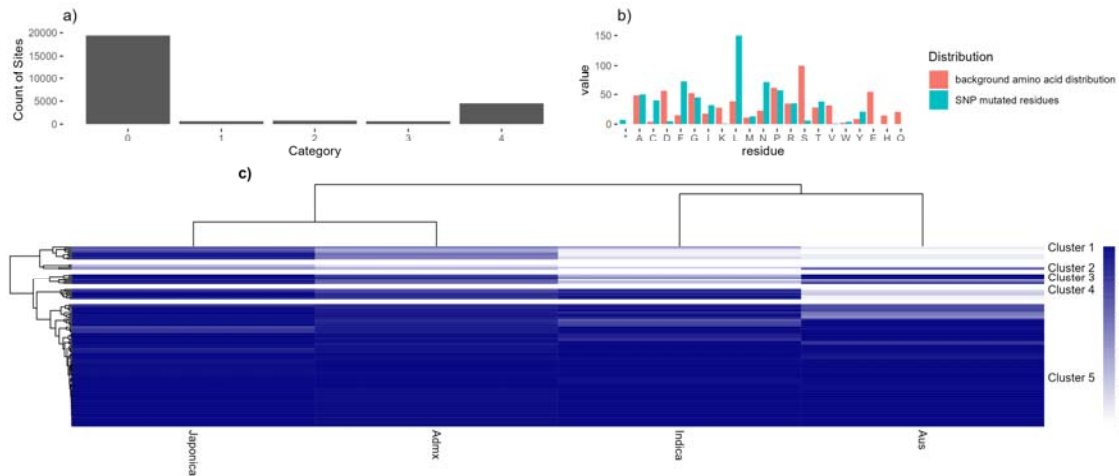 a)
Count of Sites
20000
15000
10000
5000
0
0 1 2 3 4
Category
b)
value
150
100
50
0
* A C D F G I K L M N P R S T V W Y E H Q
residue
Distribution
background amino acid distribution
SNP mutated residues
c)
Cluster 1
Cluster 2
Cluster 3
Cluster 4
Cluster 5
Japonica
Admx
Indica
Aus